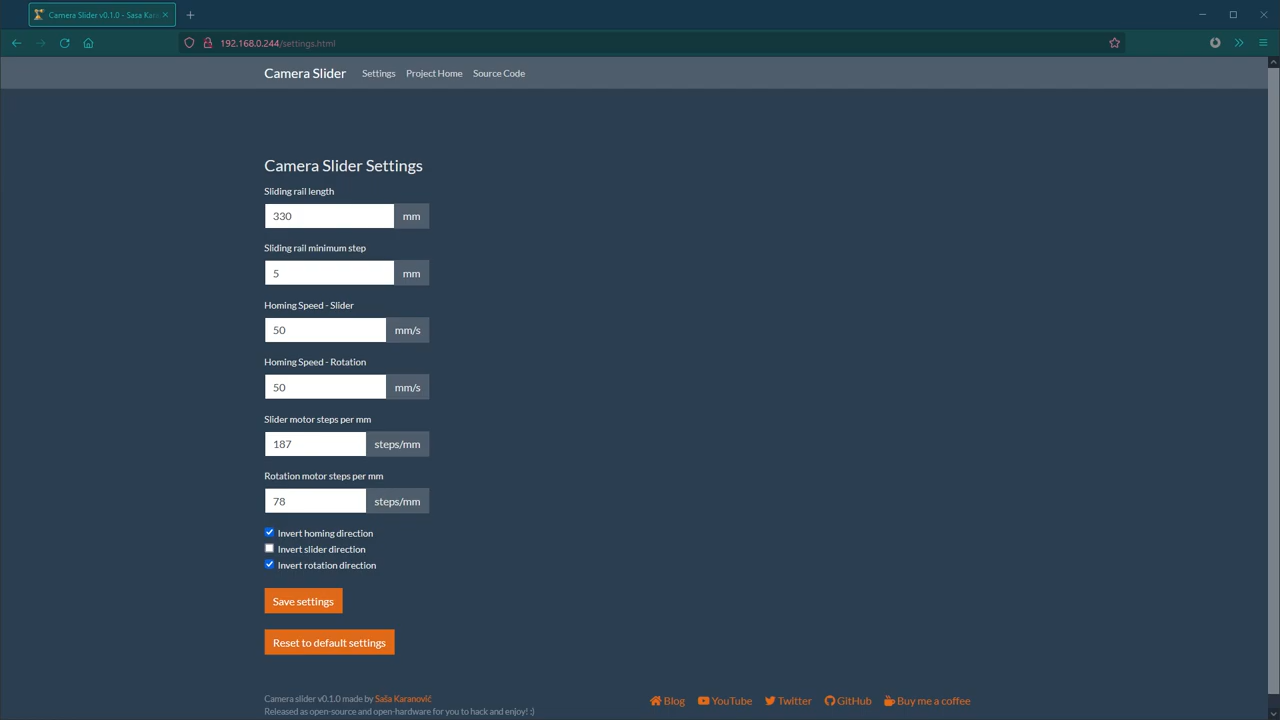 Camera Slider v0.1.0 - Sasa Kar
192.168.0.244/settings.html
Camera Slider Settings Project Home Source Code
Camera Slider Settings
Sliding rail length
330 mm
Sliding rail minimum step
5 mm
Homing Speed - Slider
50 mm/s
Homing Speed - Rotation
50 mm/s
Slider motor steps per mm
187 steps/mm
Rotation motor steps per mm
78 steps/mm
Invert homing direction
Invert slider direction
Invert rotation direction
Save settings
Reset to default settings
Camera slider v0.1.0 made by Saša Karanović
Released as open-source and open-hardware for you to hack and enjoy! :)
Blog YouTube Twitter GitHub Buy me a coffee